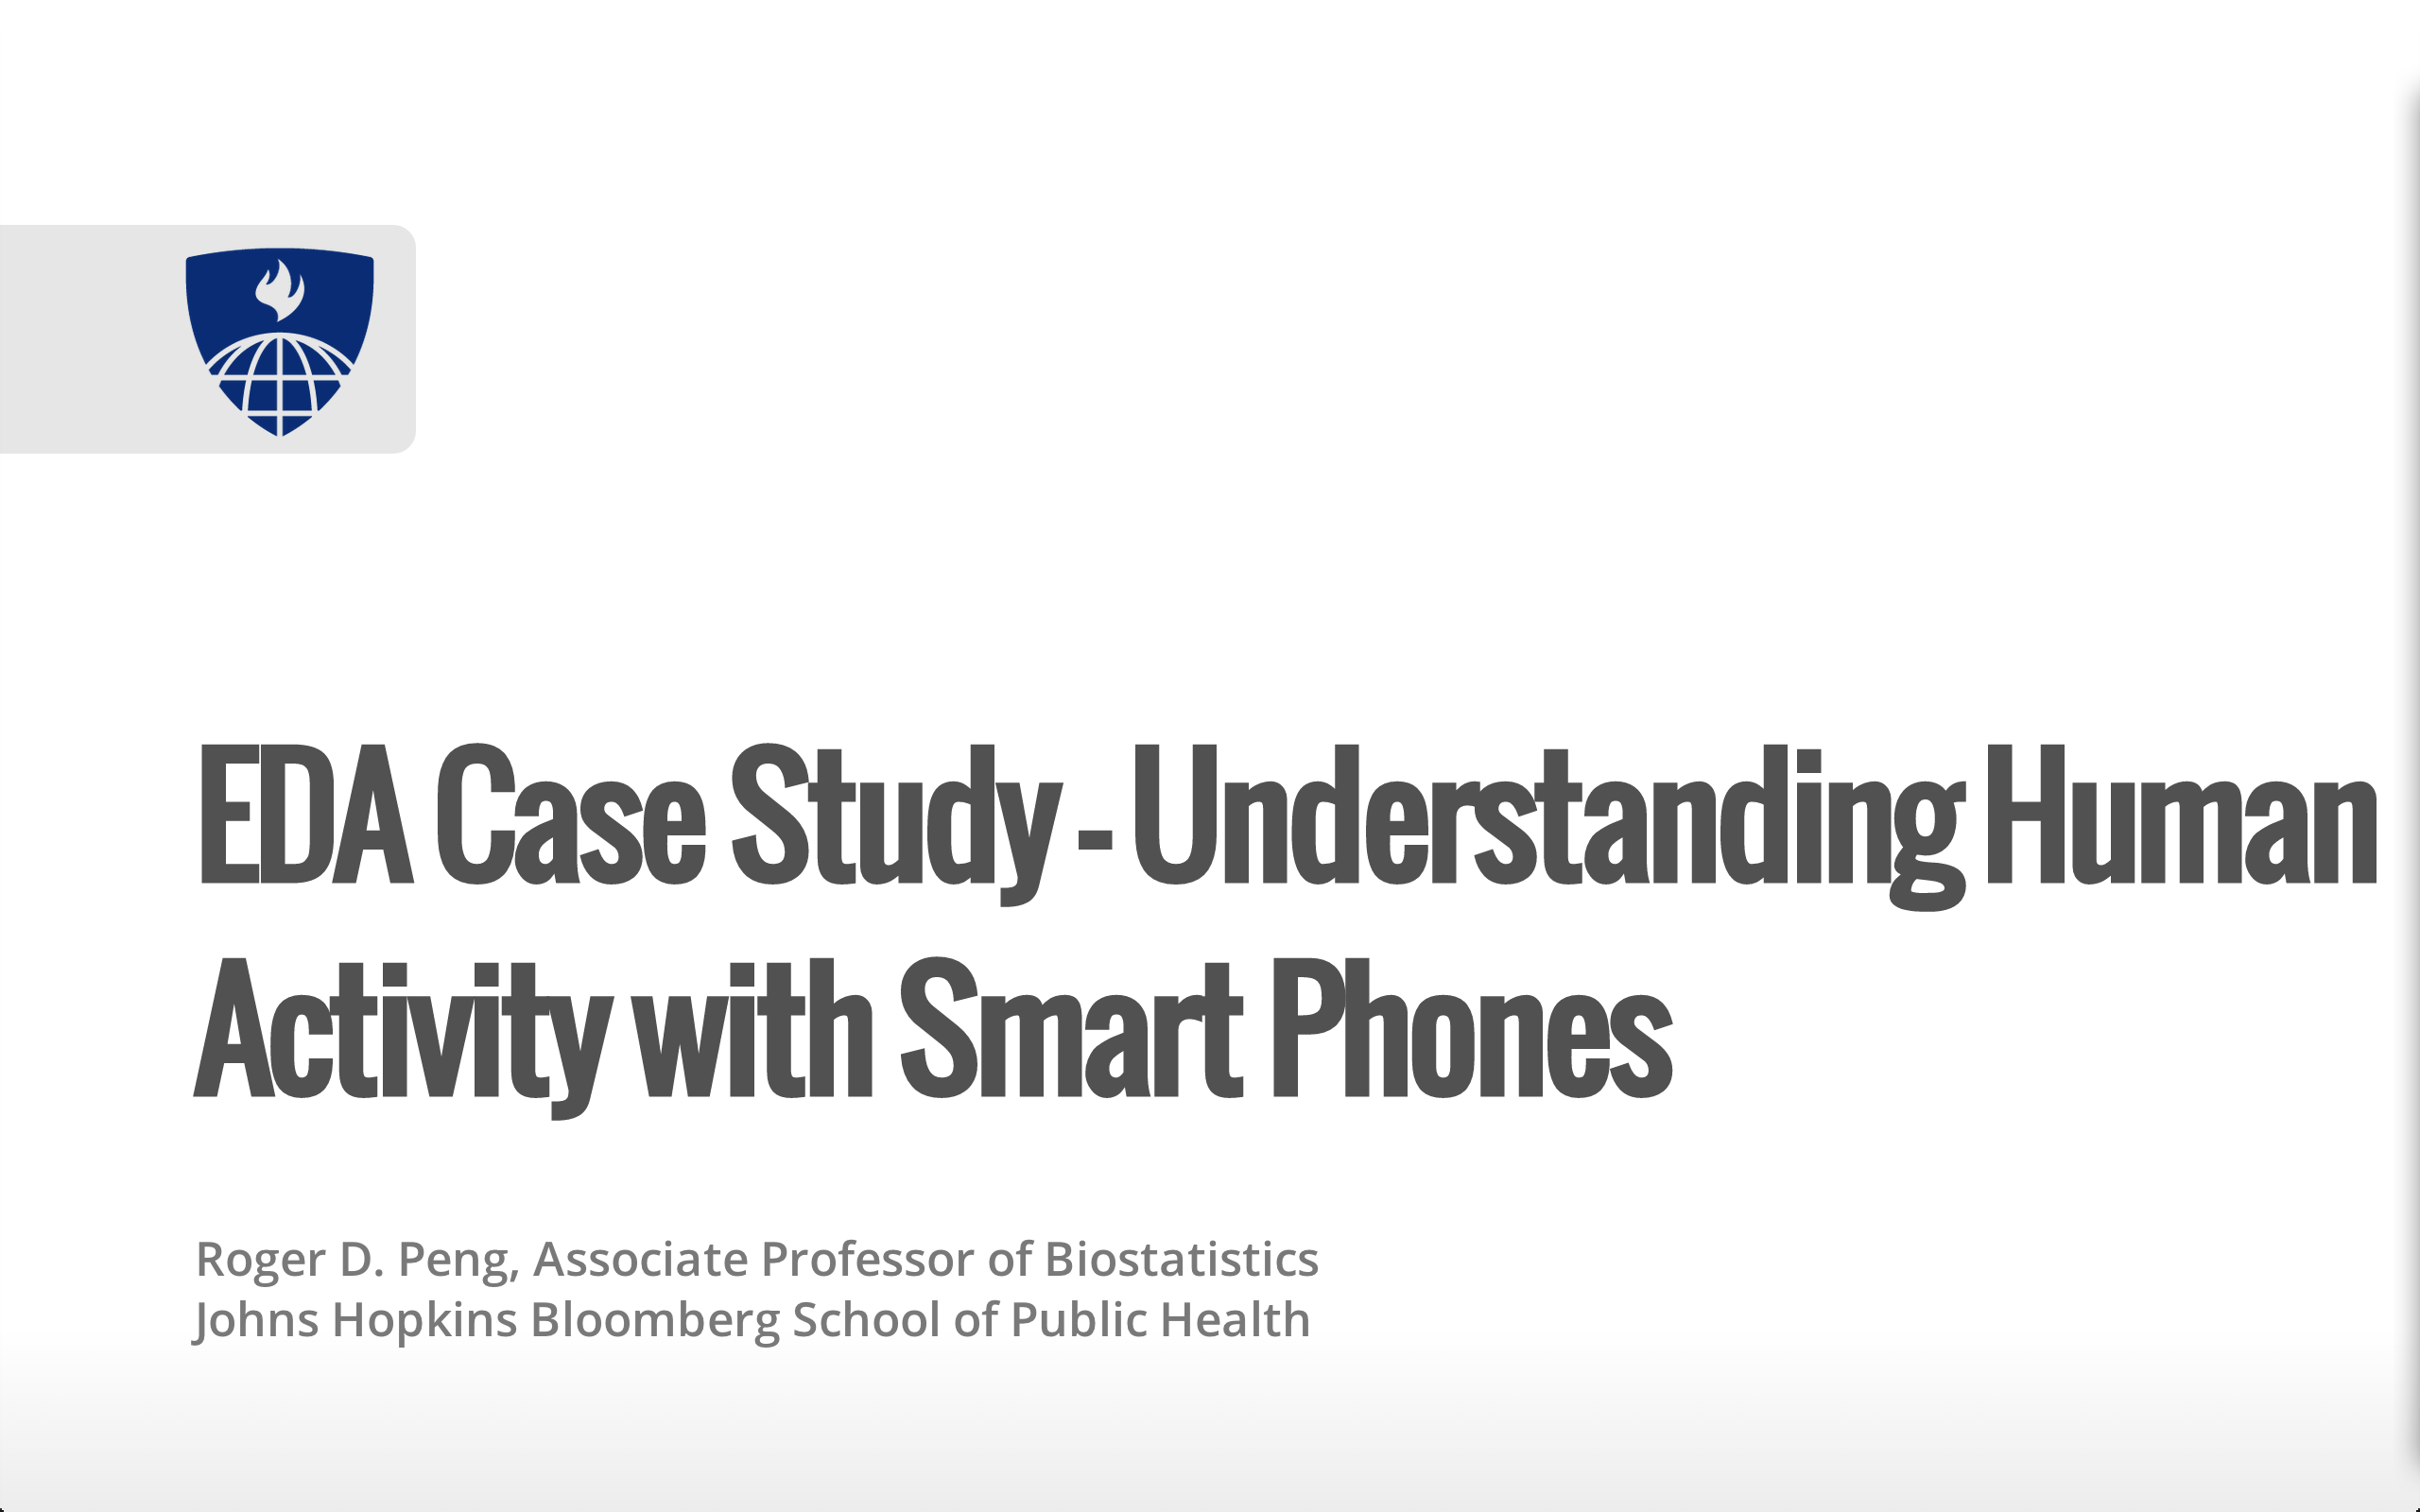 EDA Case Study - Understanding Human
Activity with Smart Phones
Roger D. Peng, Associate Professor of Biostatistics
Johns Hopkins Bloomberg School of Public Health